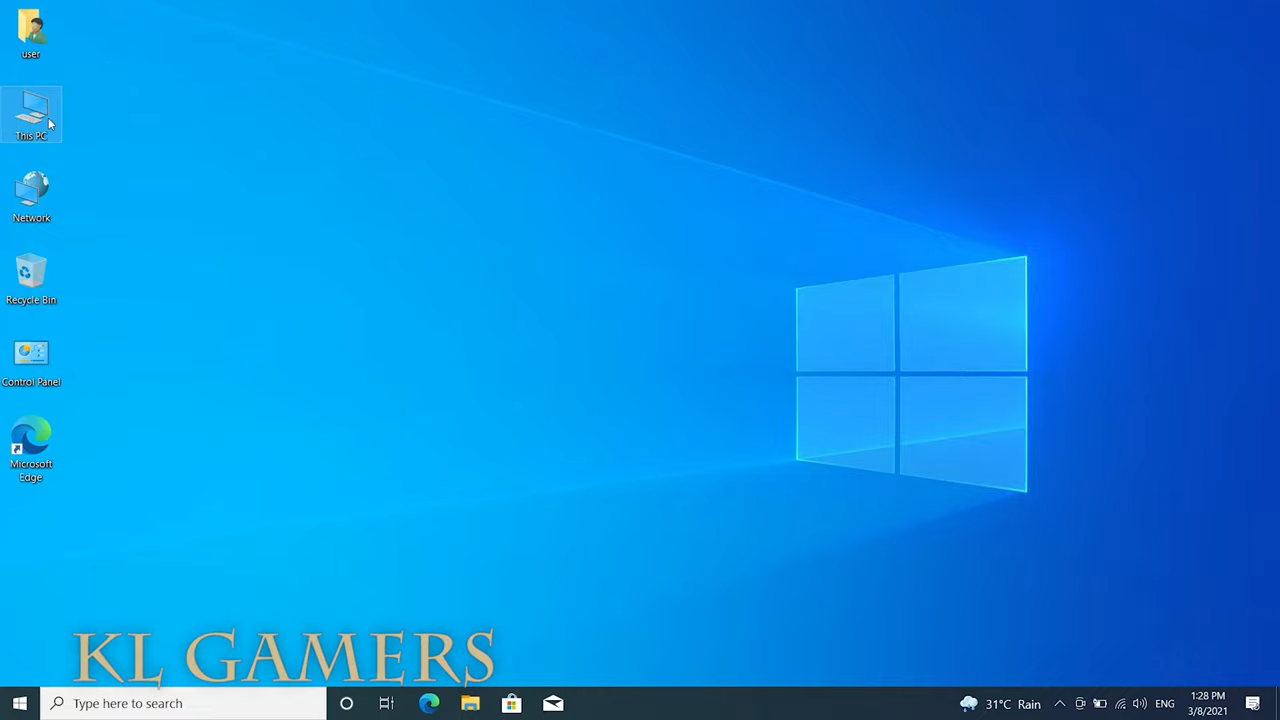 user
This PC
Network
Recycle Bin
Control Panel
Microsoft
Edge
KL GAMERS
Type here to search
31°C Rain
ENG
1:28 PM
3/8/2021